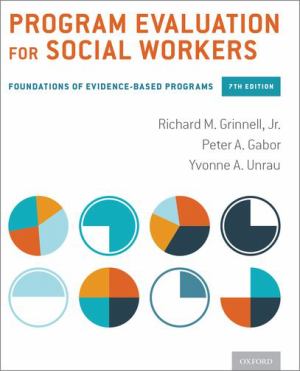 PROGRAM EVALUATION
FOR SOCIAL WORKERS
FOUNDATIONS OF EVIDENCE-BASED PROGRAMS 7TH EDITION
Richard M. Grinnell, Jr.
Peter A. Gabor
Yvonne A. Unrau
OXFORD